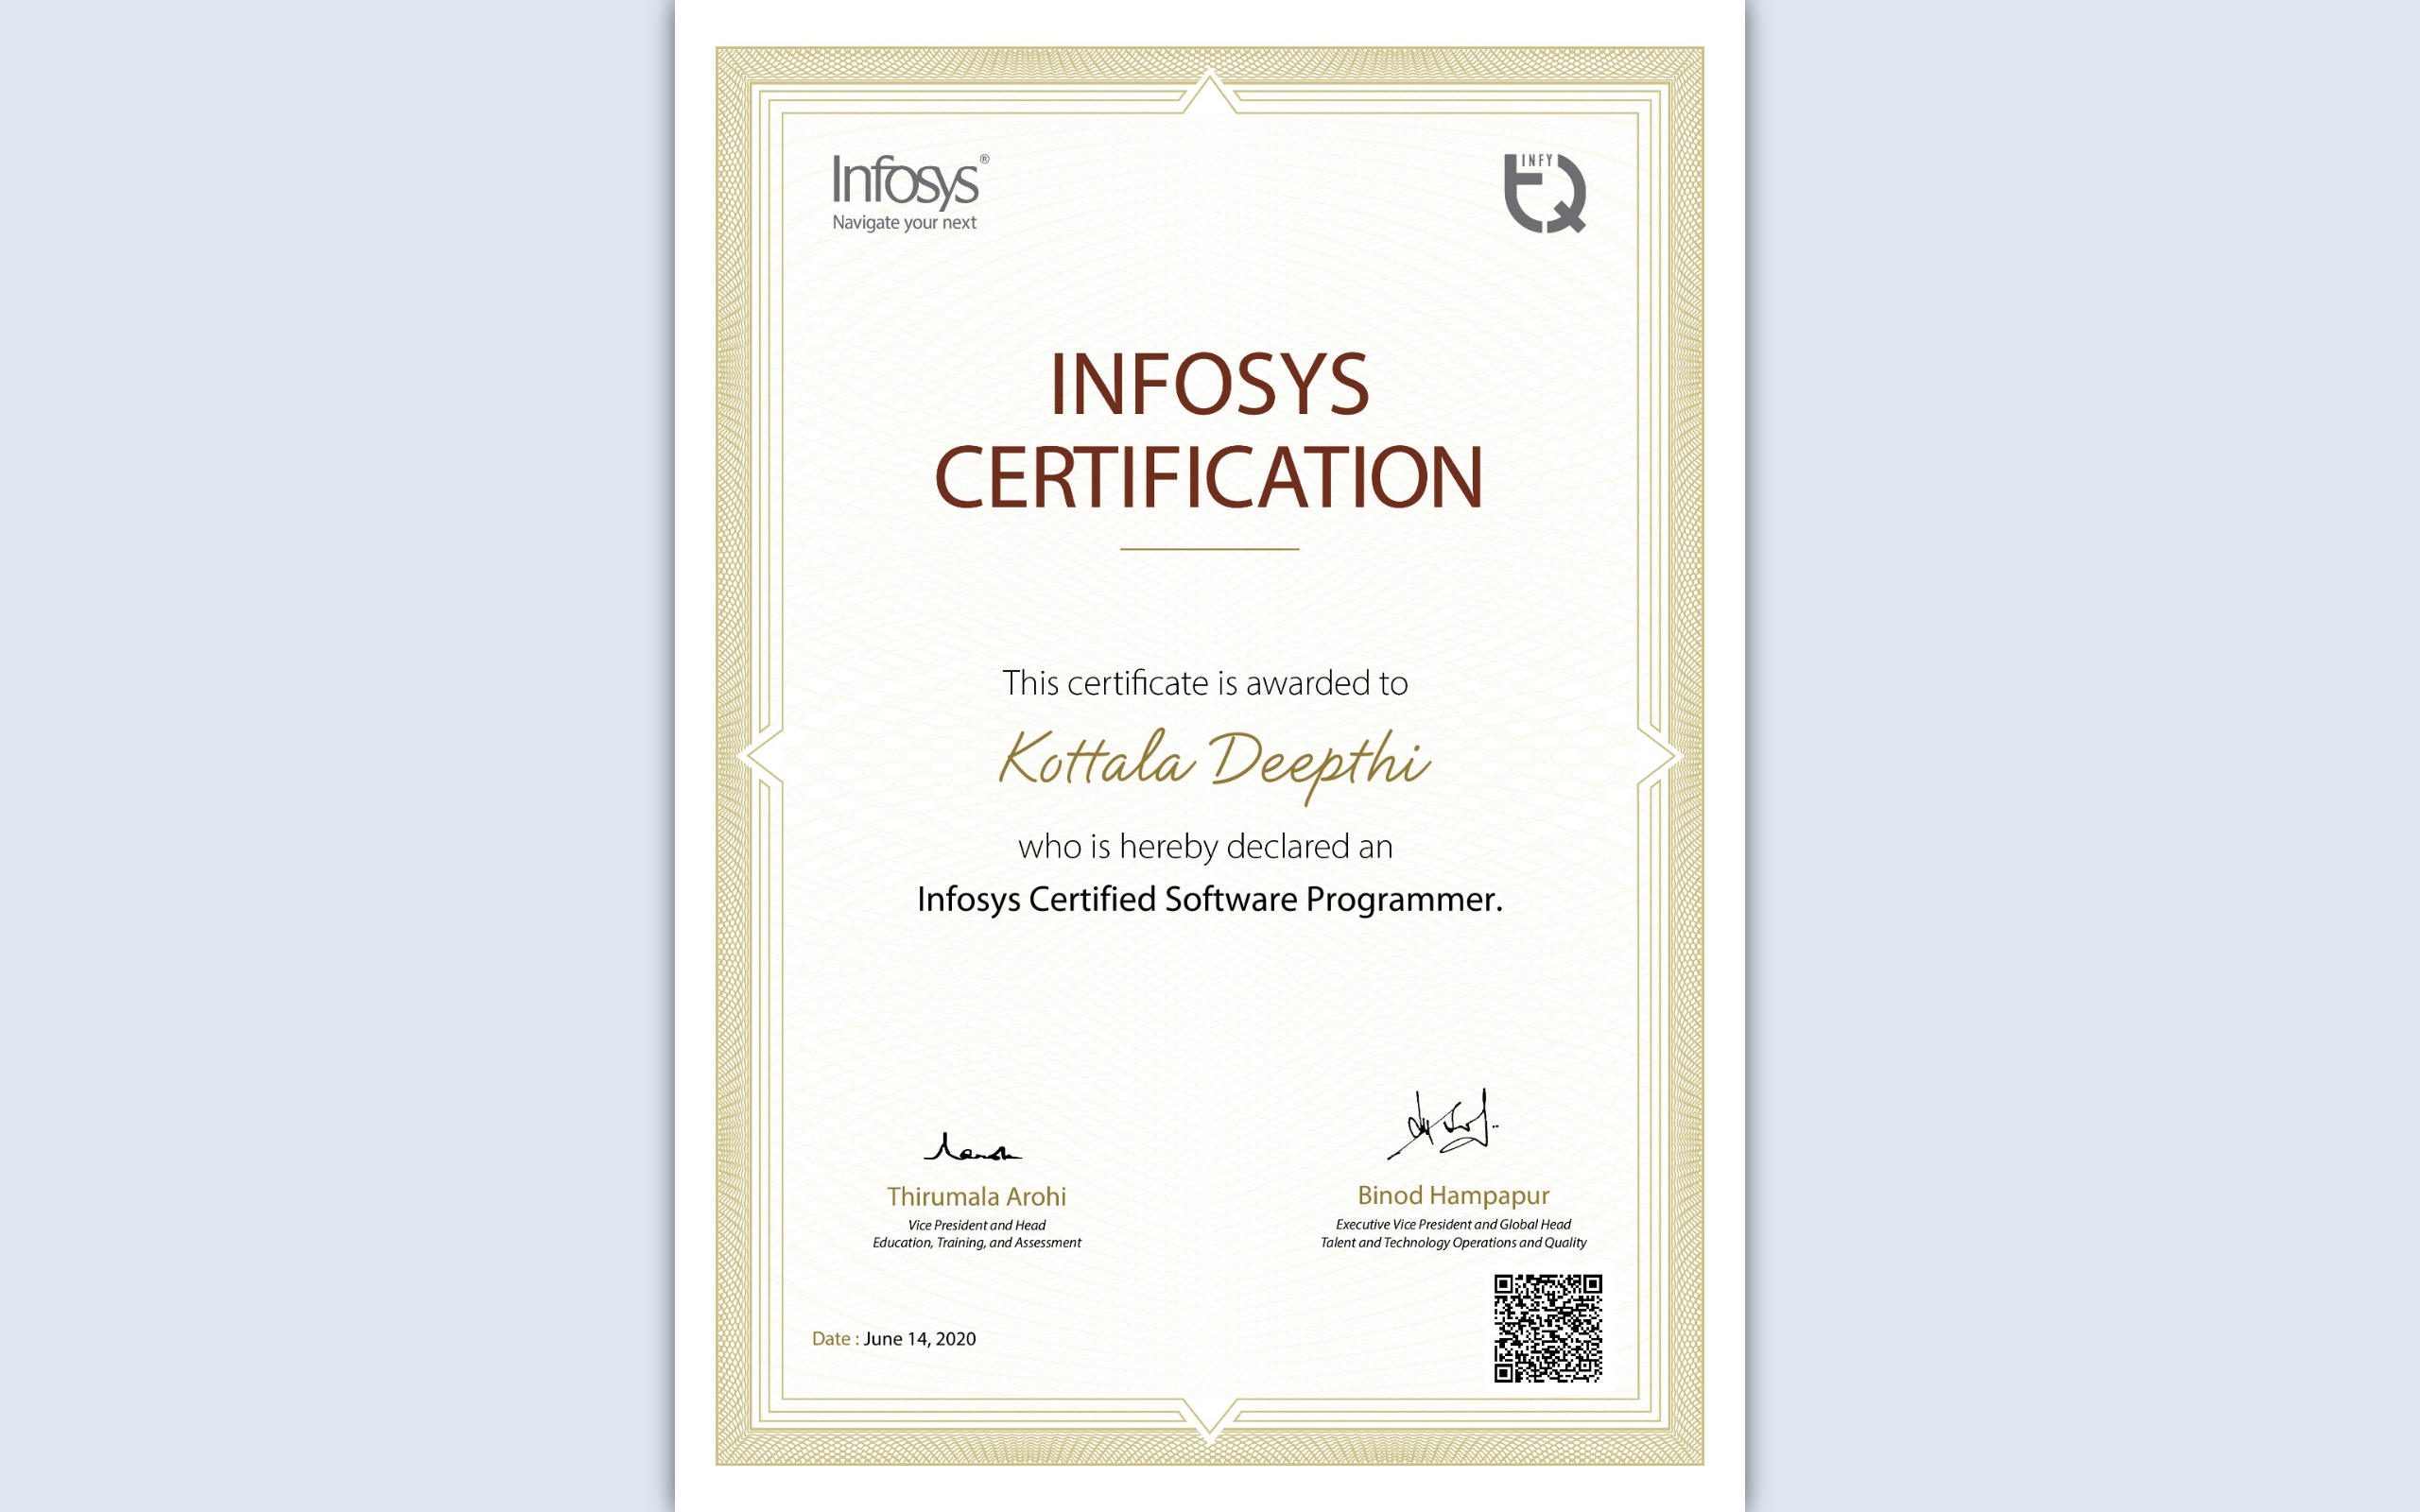 Infosys®
Navigate your next
INFY
TQ
INFOSYS
CERTIFICATION
This certificate is awarded to
Kottala Deepthi
who is hereby declared an
Infosys Certified Software Programmer.
Thirumala Arohi
Vice President and Head
Education, Training, and Assessment
Binod Hampapur
Executive Vice President and Global Head
Talent and Technology Operations and Quality
Date : June 14, 2020